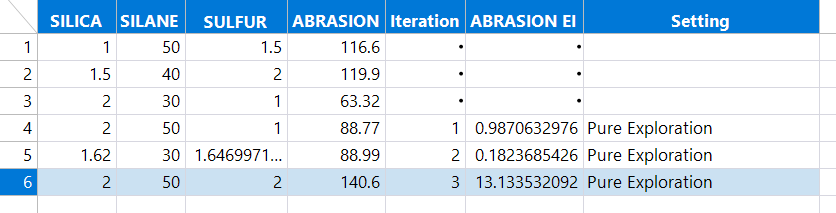 SILICA SILANE SULFUR ABRASION Iteration ABRASION EI Setting
1 1 50 1.5 116.6 • •
2 1.5 40 2 119.9 • •
3 2 30 1 63.32 • •
4 2 50 1 88.77 1 0.9870632976 Pure Exploration
5 1.62 30 1.6469971... 88.99 2 0.1823685426 Pure Exploration
6 2 50 2 140.6 3 13.133532092 Pure Exploration